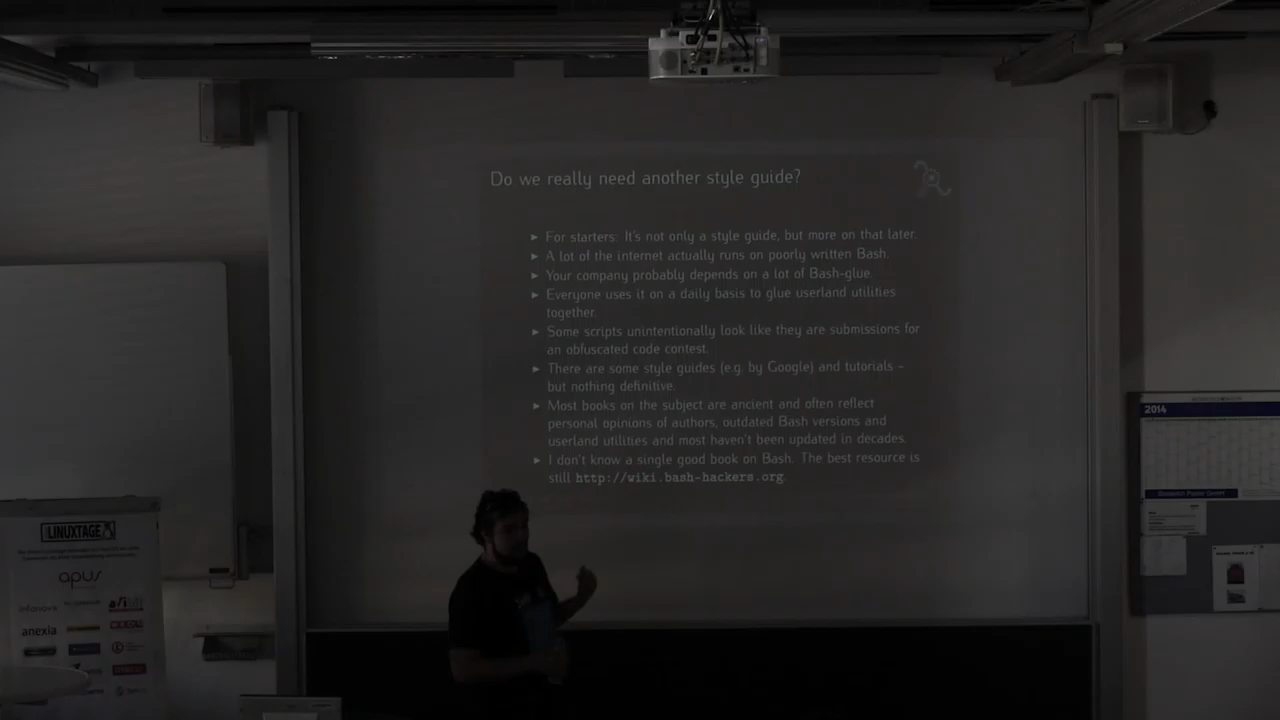 Do we really need another style guide?
► For starters: It's not only a style guide, but more on that later.
► A lot of the internet actually runs on poorly written Bash.
► Your company probably depends on a lot of Bash-glue.
► Everyone uses it on a daily basis to glue userland utilities
together.
► Some scripts unintentionally look like they are submissions for
an obfuscated code contest.
► There are some style guides (e.g. by Google) and tutorials –
but nothing definitive.
► Most books on the subject are ancient and often reflect
personal opinions of authors, outdated Bash versions and
userland utilities and most haven't been updated in decades.
► I don't know a single good book on Bash. The best resource is
still http://wiki.bash-hackers.org.
2014
LINUXTAGE
apus
infonova
anexia